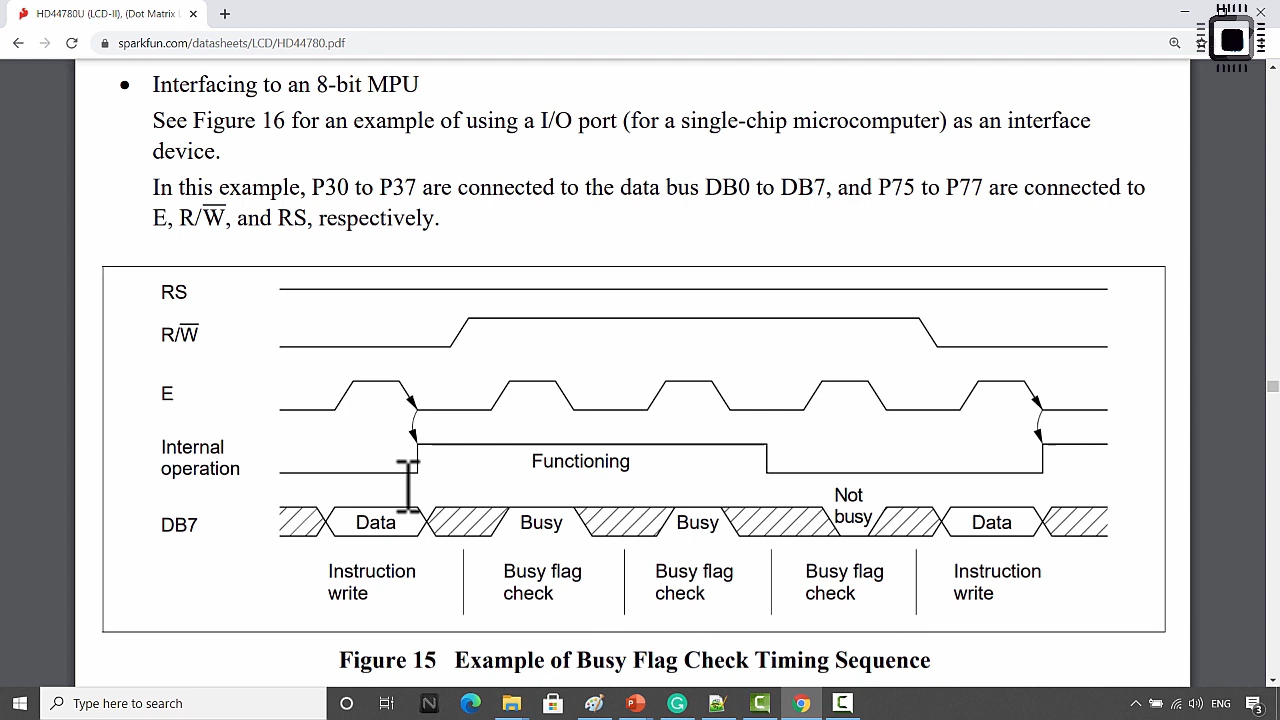 HD44780U (LCD-II), (Dot Matrix
sparkfun.com/datasheets/LCD/HD44780.pdf
• Interfacing to an 8-bit MPU
See Figure 16 for an example of using a I/O port (for a single-chip microcomputer) as an interface
device.
In this example, P30 to P37 are connected to the data bus DB0 to DB7, and P75 to P77 are connected to
E, R/W̅, and RS, respectively.
RS
R/W̅
E
Internal
operation
Functioning
DB7
Data
Busy
Busy
Not
busy
Data
Instruction
write
Busy flag
check
Busy flag
check
Busy flag
check
Instruction
write
Figure 15 Example of Busy Flag Check Timing Sequence
Type here to search
N
ENG
3